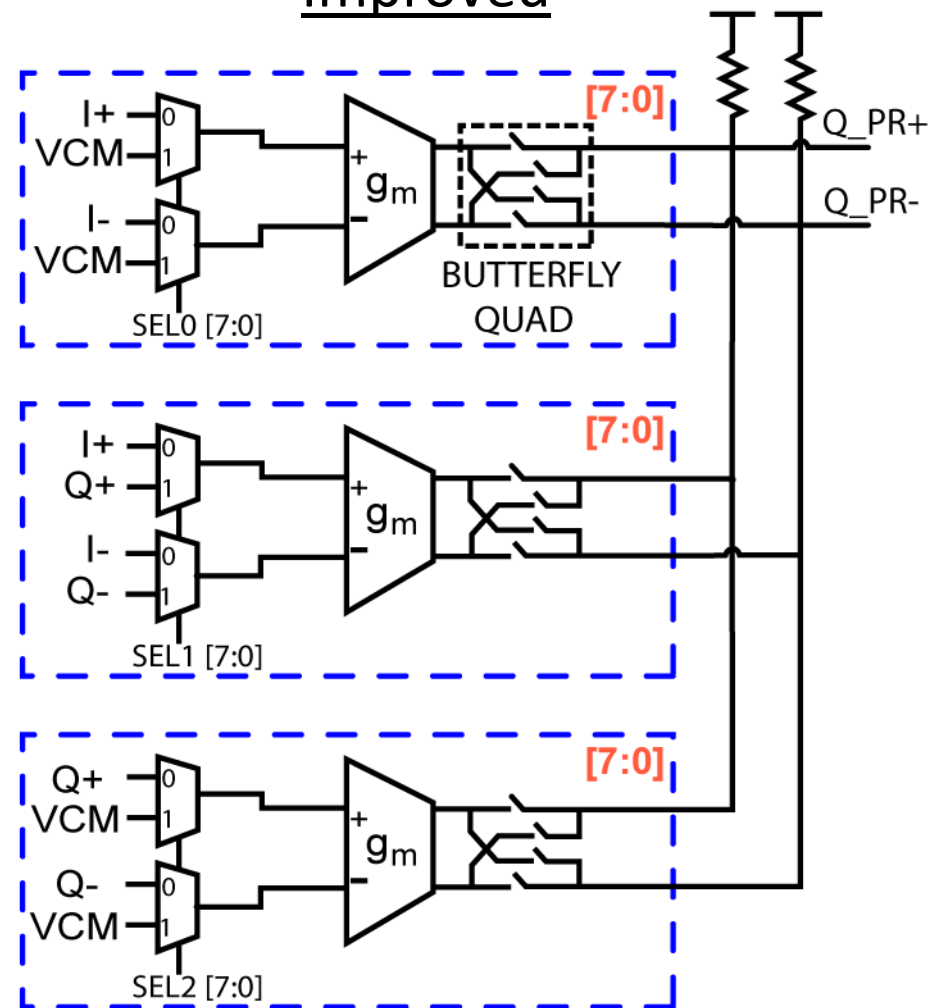 Improved
[7:0]
I+
0
VCM
1
I-
0
VCM
1
SEL0 [7:0]
+
gm
-
BUTTERFLY
QUAD
Q_PR+
Q_PR-
[7:0]
I+
0
Q+
1
I-
0
Q-
1
SEL1 [7:0]
+
gm
-
[7:0]
Q+
0
VCM
1
Q-
0
VCM
1
SEL2 [7:0]
+
gm
-